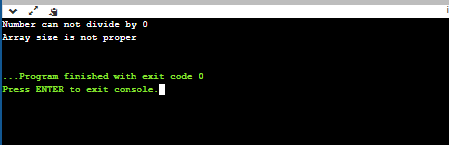 Number can not divide by 0
Array size is not proper
...Program finished with exit code 0
Press ENTER to exit console.